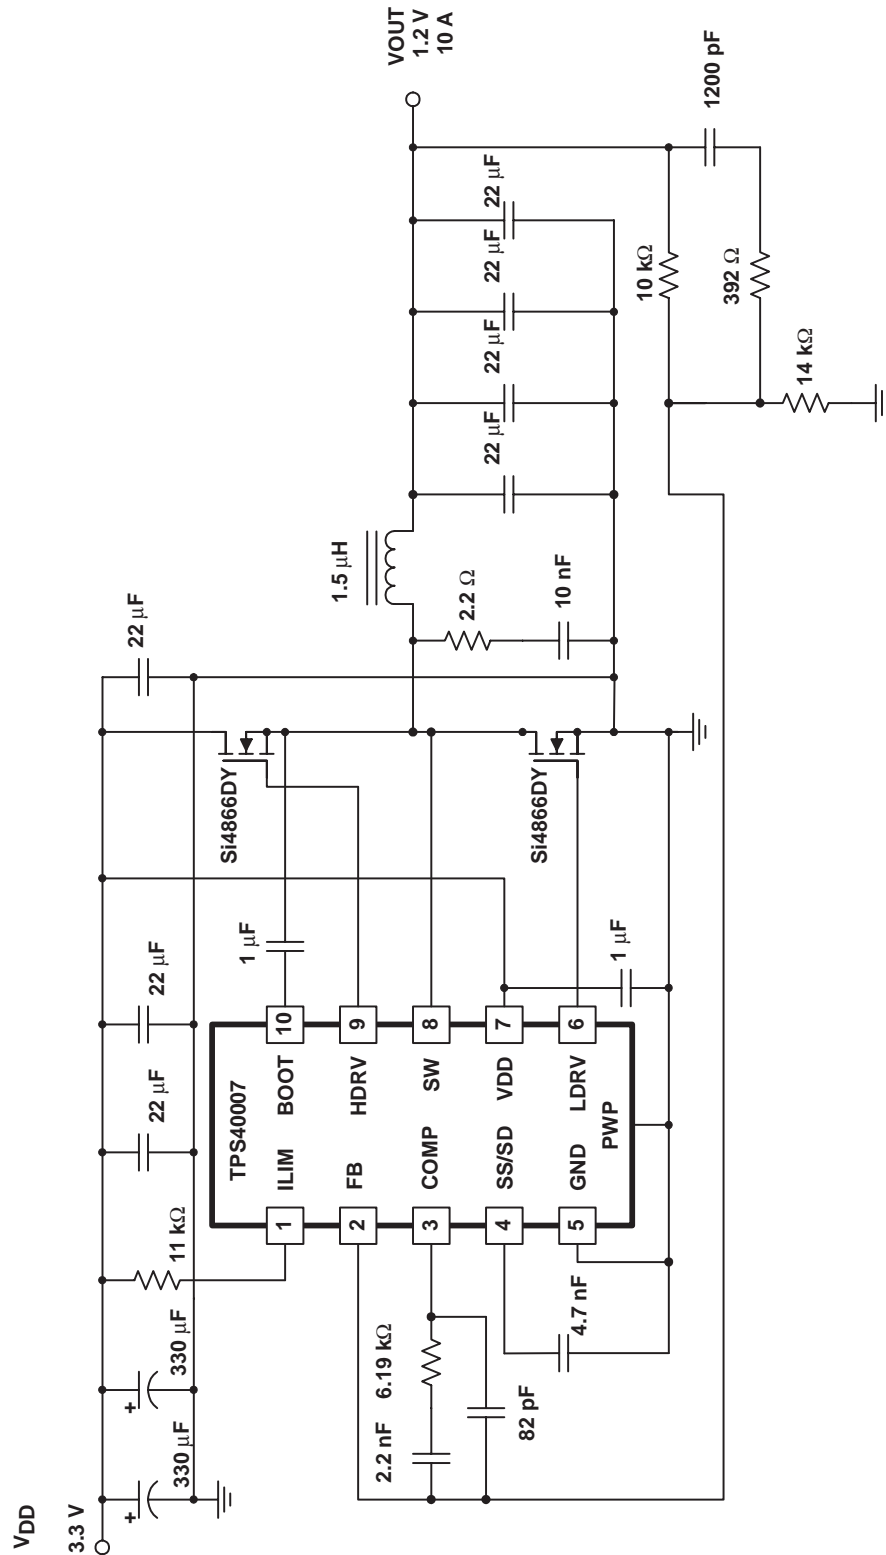 VDD
3.3 V
330 µF
330 µF
11 kΩ
22 µF
22 µF
22 µF
TPS40007
1
ILIM
2
FB
3
COMP
4
SS/SD
5
GND
10
BOOT
9
HDRV
8
SW
7
VDD
6
LDRV
PWP
2.2 nF
6.19 kΩ
82 pF
4.7 nF
1 µF
1 µF
Si4866DY
Si4866DY
1.5 µH
2.2 Ω
10 nF
22 µF
22 µF
22 µF
22 µF
VOUT
1.2 V
10 A
10 kΩ
1200 pF
392 Ω
14 kΩ